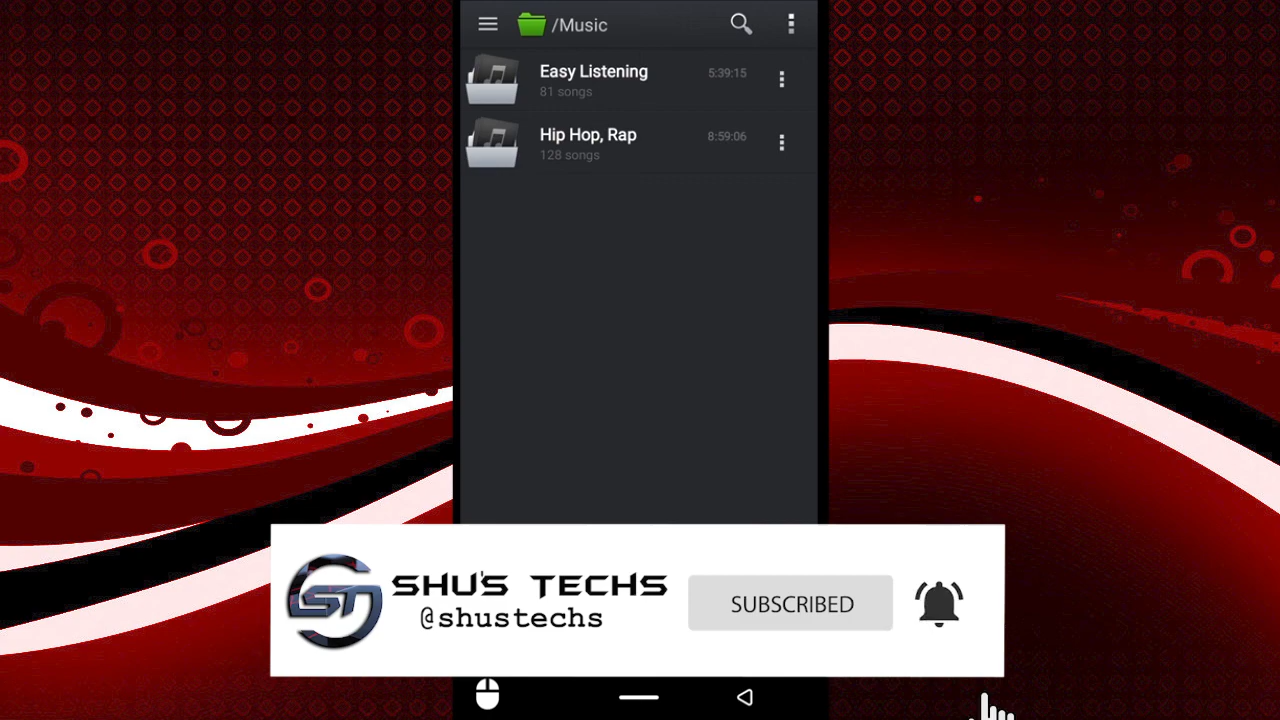 /Music
Easy Listening
5:39:15
81 songs
Hip Hop, Rap
8:59:06
128 songs
SHU'S TECHS
@shustechs
SUBSCRIBED